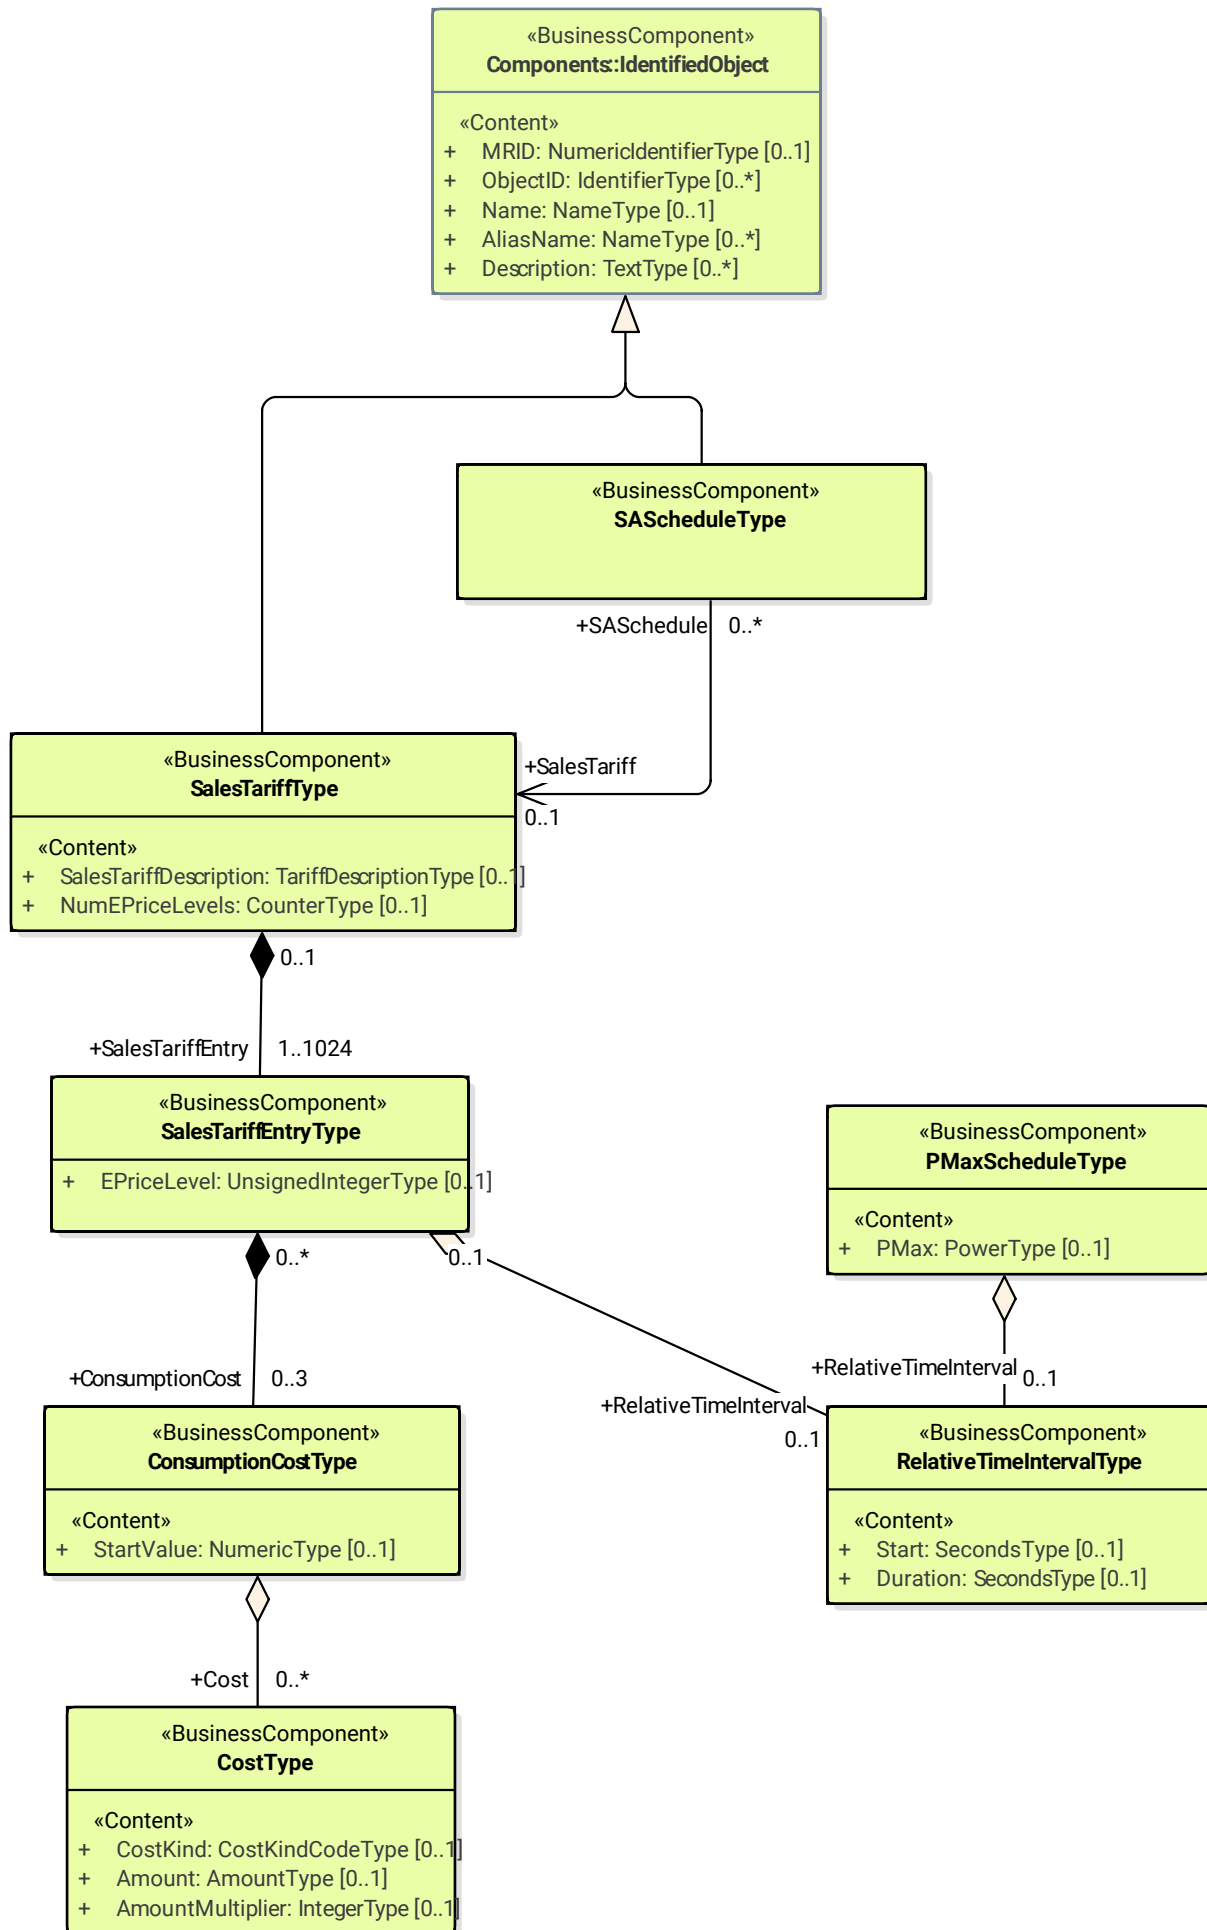 «BusinessComponent»
Components::IdentifiedObject
«Content»
+ MRID: NumericIdentifierType [0..1]
+ ObjectID: IdentifierType [0..*]
+ Name: NameType [0..1]
+ AliasName: NameType [0..*]
+ Description: TextType [0..*]
«BusinessComponent»
SAScheduleType
+SASchedule 0..*
+SalesTariff
0..1
«BusinessComponent»
SalesTariffType
«Content»
+ SalesTariffDescription: TariffDescriptionType [0..1]
+ NumEPriceLevels: CounterType [0..1]
0..1
+SalesTariffEntry 1..1024
«BusinessComponent»
SalesTariffEntryType
+ EPriceLevel: UnsignedIntegerType [0..1]
0..*
0..1
«BusinessComponent»
PMaxScheduleType
«Content»
+ PMax: PowerType [0..1]
+RelativeTimeInterval
0..1
+ConsumptionCost 0..3
+RelativeTimeInterval
0..1
«BusinessComponent»
ConsumptionCostType
«Content»
+ StartValue: NumericType [0..1]
«BusinessComponent»
RelativeTimeIntervalType
«Content»
+ Start: SecondsType [0..1]
+ Duration: SecondsType [0..1]
+Cost 0..*
«BusinessComponent»
CostType
«Content»
+ CostKind: CostKindCodeType [0..1]
+ Amount: AmountType [0..1]
+ AmountMultiplier: IntegerType [0..1]